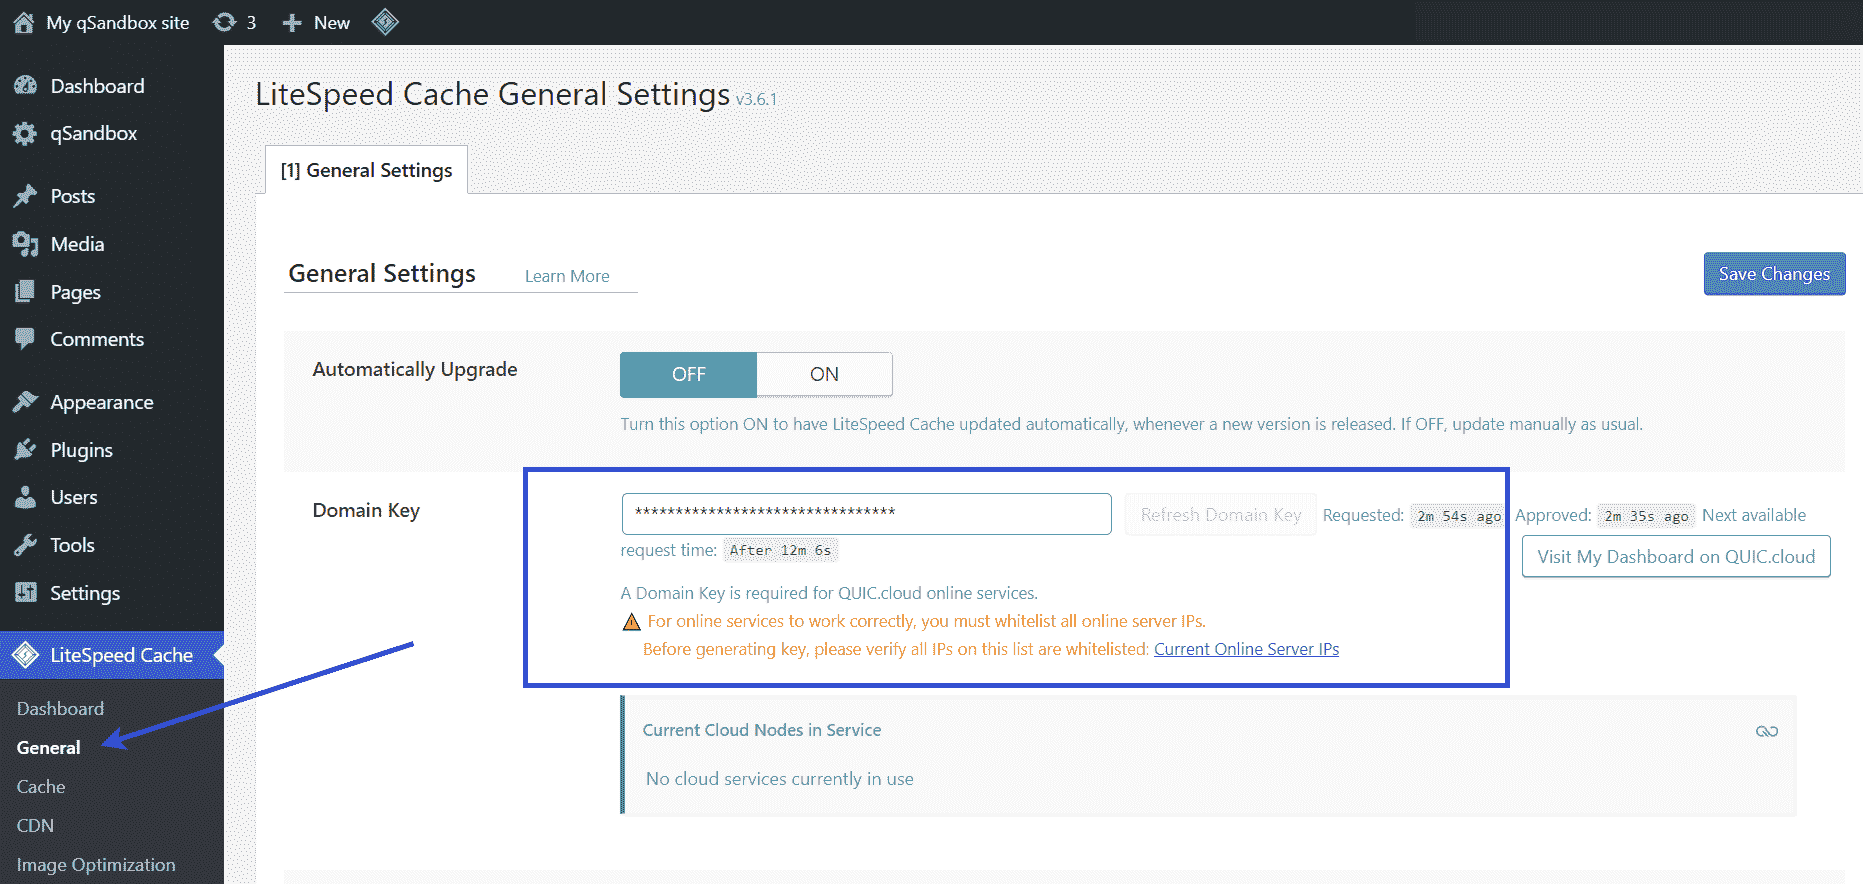 My qSandbox site 3 New
Dashboard
qSandbox
Posts
Media
Pages
Comments
Appearance
Plugins
Users
Tools
Settings
LiteSpeed Cache
Dashboard
General
Cache
CDN
Image Optimization
LiteSpeed Cache General Settings v3.6.1
[1] General Settings
General Settings Learn More
Save Changes
Automatically Upgrade
OFF ON
Turn this option ON to have LiteSpeed Cache updated automatically, whenever a new version is released. If OFF, update manually as usual.
Domain Key
******************************** Refresh Domain Key Requested: 2m 54s ago Approved: 2m 35s ago Next available
request time: After 12m 6s
Visit My Dashboard on QUIC.cloud
A Domain Key is required for QUIC.cloud online services.
For online services to work correctly, you must whitelist all online server IPs.
Before generating key, please verify all IPs on this list are whitelisted: Current Online Server IPs
Current Cloud Nodes in Service
No cloud services currently in use